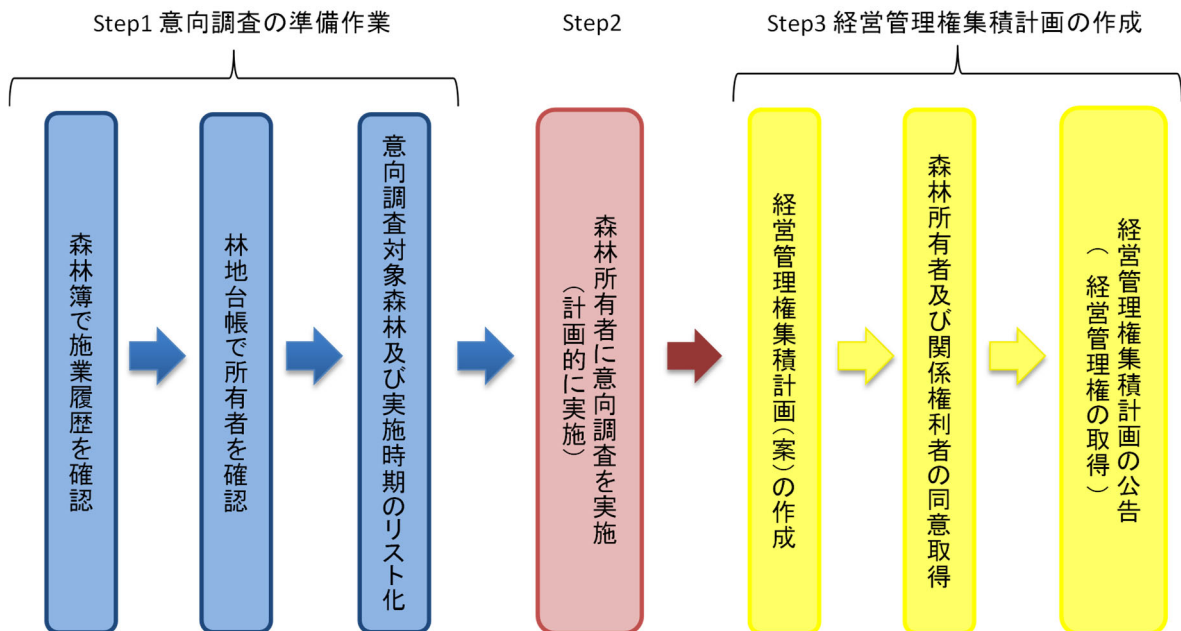 Step1 意向調査の準備作業
Step2
Step3 経営管理権集積計画の作成
森林簿で施業履歴を確認
林地台帳で所有者を確認
意向調査対象森林及び実施時期のリスト化
森林所有者に意向調査を実施
（計画的に実施）
経営管理権集積計画（案）の作成
森林所有者及び関係権利者の同意取得
経営管理権集積計画の公告
（ 経営管理権の取得）